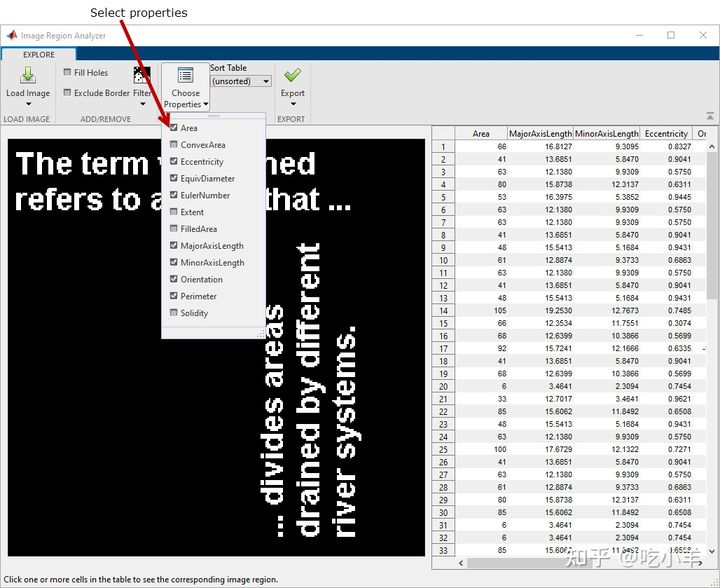 Select properties
Image Region Analyzer
EXPLORE
Load Image
Fill Holes
Exclude Border
Filter
Choose Properties
Sort Table
(unsorted)
Export
LOAD IMAGE
ADD/REMOVE
EXPORT
Area
ConvexArea
Eccentricity
EquivDiameter
EulerNumber
Extent
FilledArea
MajorAxisLength
MinorAxisLength
Orientation
Perimeter
Solidity
The term
refers to
that ...
... divides areas
drained by different
river systems.
Area MajorAxisLength MinorAxisLength Eccentricity Or
1 66 16.8127 9.3095 0.8327
2 41 13.6851 5.8470 0.9041
3 63 12.1380 9.9309 0.5750
4 80 15.8738 12.3137 0.6311
5 53 16.3975 5.3852 0.9445
6 63 12.1380 9.9309 0.5750
7 63 12.1380 9.9309 0.5750
8 41 13.6851 5.8470 0.9041
9 48 15.5413 5.1684 0.9431
10 61 12.8874 9.3733 0.6863
11 63 12.1380 9.9309 0.5750
12 41 13.6851 5.8470 0.9041
13 48 15.5413 5.1684 0.9431
14 105 19.2530 12.7673 0.7485
15 66 12.3534 11.7551 0.3074
16 68 12.6399 10.3866 0.5699
17 92 15.7241 12.1666 0.6335
18 41 13.6851 5.8470 0.9041
19 68 12.6399 10.3866 0.5699
20 6 3.4641 2.3094 0.7454
21 33 12.7017 3.4641 0.9621
22 85 15.6062 11.8492 0.6508
23 48 15.5413 5.1684 0.9431
24 63 12.1380 9.9309 0.5750
25 100 17.6729 12.1322 0.7271
26 41 13.6851 5.8470 0.9041
27 63 12.1380 9.9309 0.5750
28 61 12.8874 9.3733 0.6863
29 80 15.8738 12.3137 0.6311
30 85 15.6062 11.8492 0.6508
31 6 3.4641 2.3094 0.7454
32 6 3.4641 2.3094 0.7454
33 85
知乎 @吃小羊
Click one or more cells in the table to see the corresponding image region.